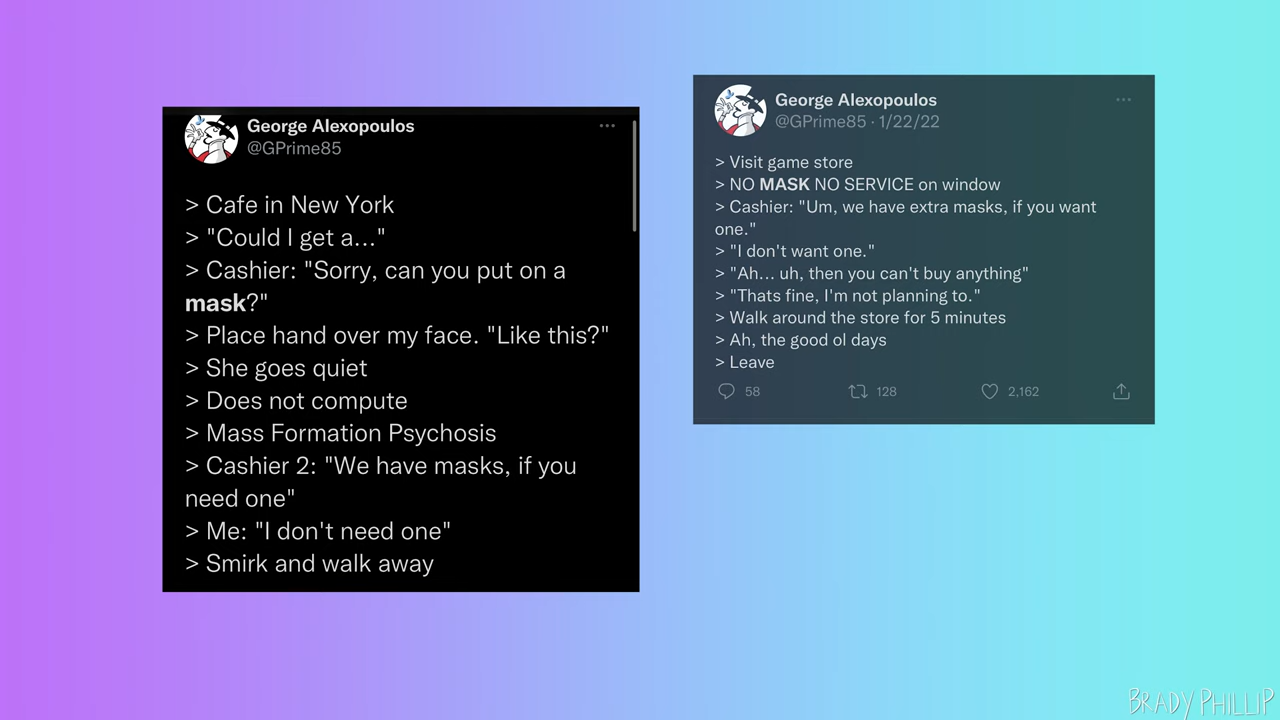 George Alexopoulos
@GPrime85
> Cafe in New York
> "Could I get a..."
> Cashier: "Sorry, can you put on a
mask?"
> Place hand over my face. "Like this?"
> She goes quiet
> Does not compute
> Mass Formation Psychosis
> Cashier 2: "We have masks, if you
need one"
> Me: "I don't need one"
> Smirk and walk away
George Alexopoulos
@GPrime85 · 1/22/22
> Visit game store
> NO MASK NO SERVICE on window
> Cashier: "Um, we have extra masks, if you want
one."
> "I don't want one."
> "Ah... uh, then you can't buy anything"
> "Thats fine, I'm not planning to."
> Walk around the store for 5 minutes
> Ah, the good ol days
> Leave
58 128 2,162
BRADY PHILLIP